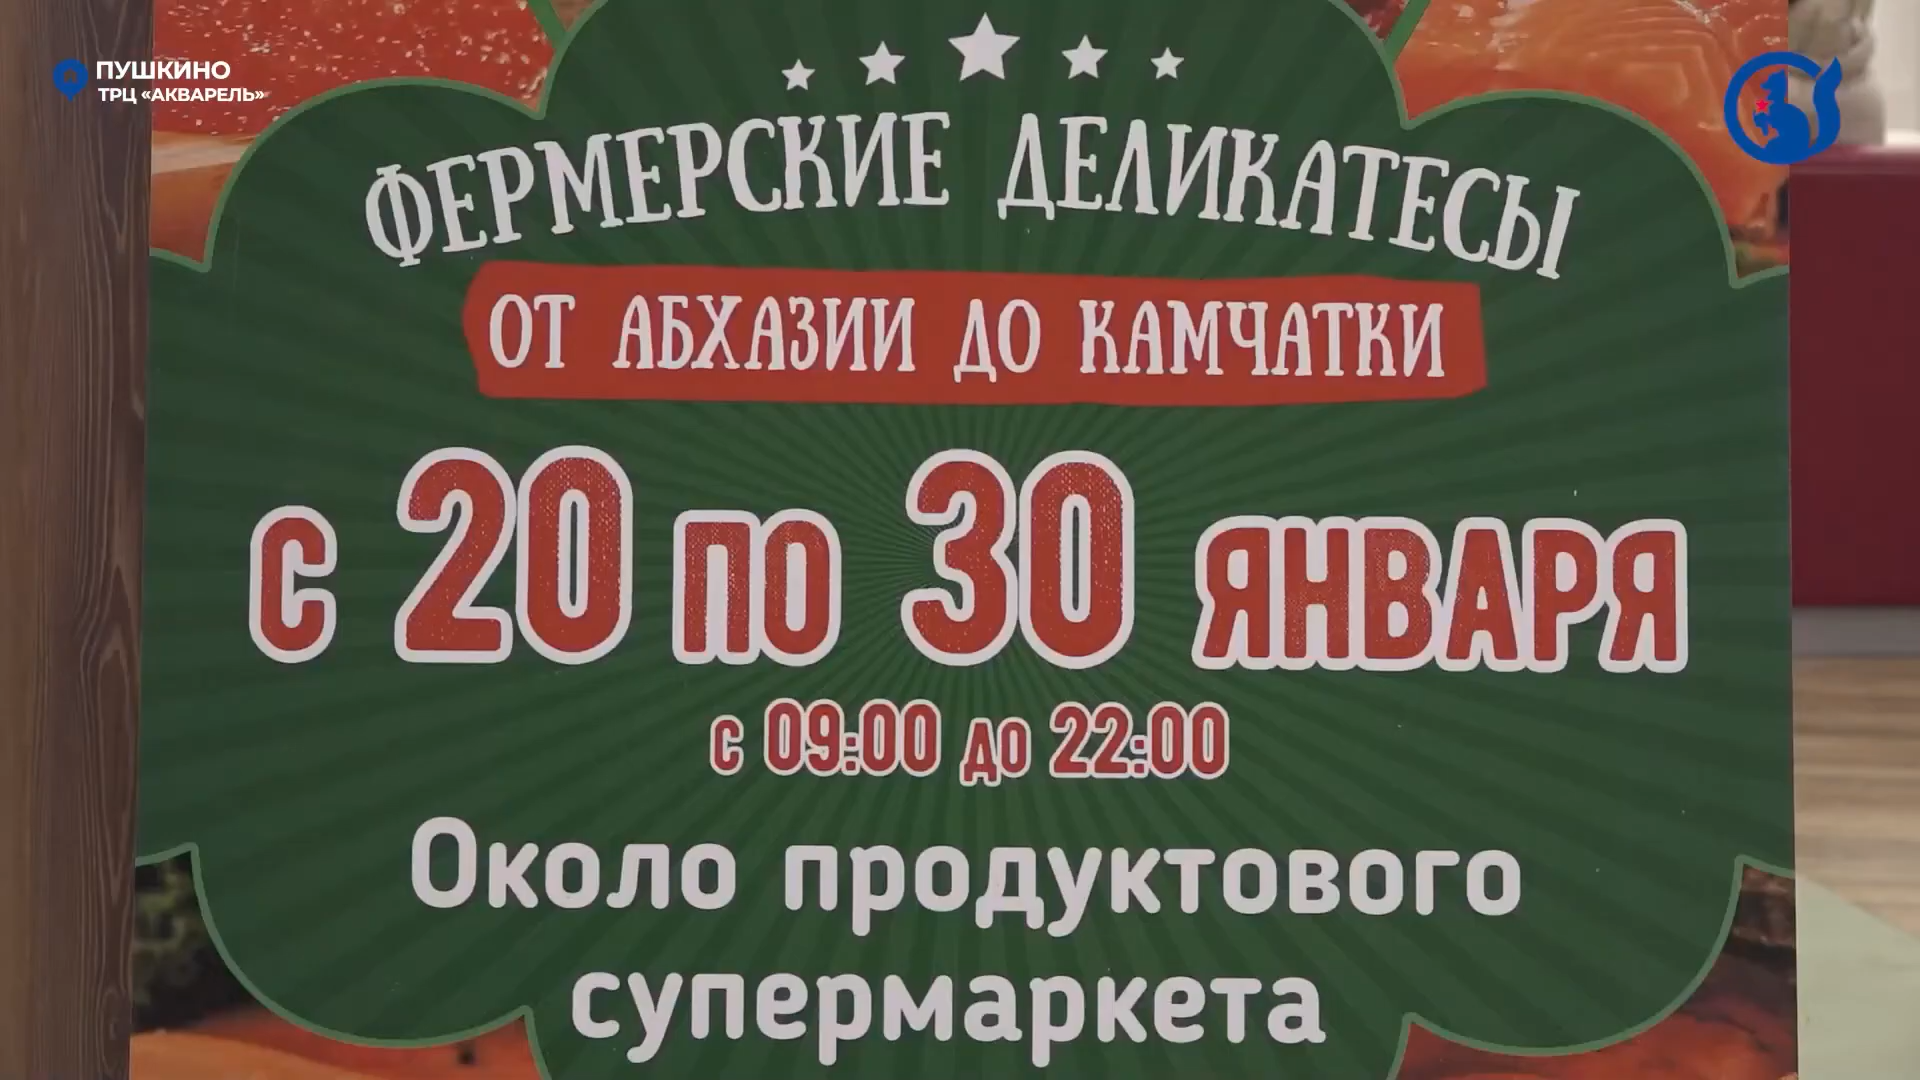 ПУШКИНО
ТРЦ «АКВАРЕЛЬ»
ФЕРМЕРСКИЕ ДЕЛИКАТЕСЫ
ОТ АБХАЗИИ ДО КАМЧАТКИ
с 20 по 30 ЯНВАРЯ
с 09:00 до 22:00
Около продуктового
супермаркета